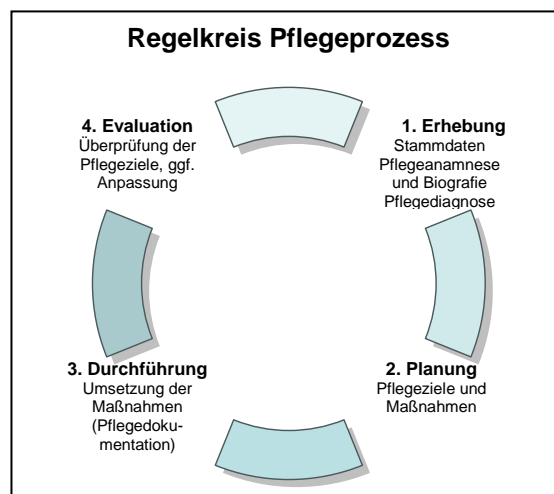 Regelkreis Pflegeprozess
4. Evaluation
Überprüfung der
Pflegeziele, ggf.
Anpassung
1. Erhebung
Stammdaten
Pflegeanamnese
und Biografie
Pflegediagnose
3. Durchführung
Umsetzung der
Maßnahmen
(Pflegedoku-
mentation)
2. Planung
Pflegeziele und
Maßnahmen